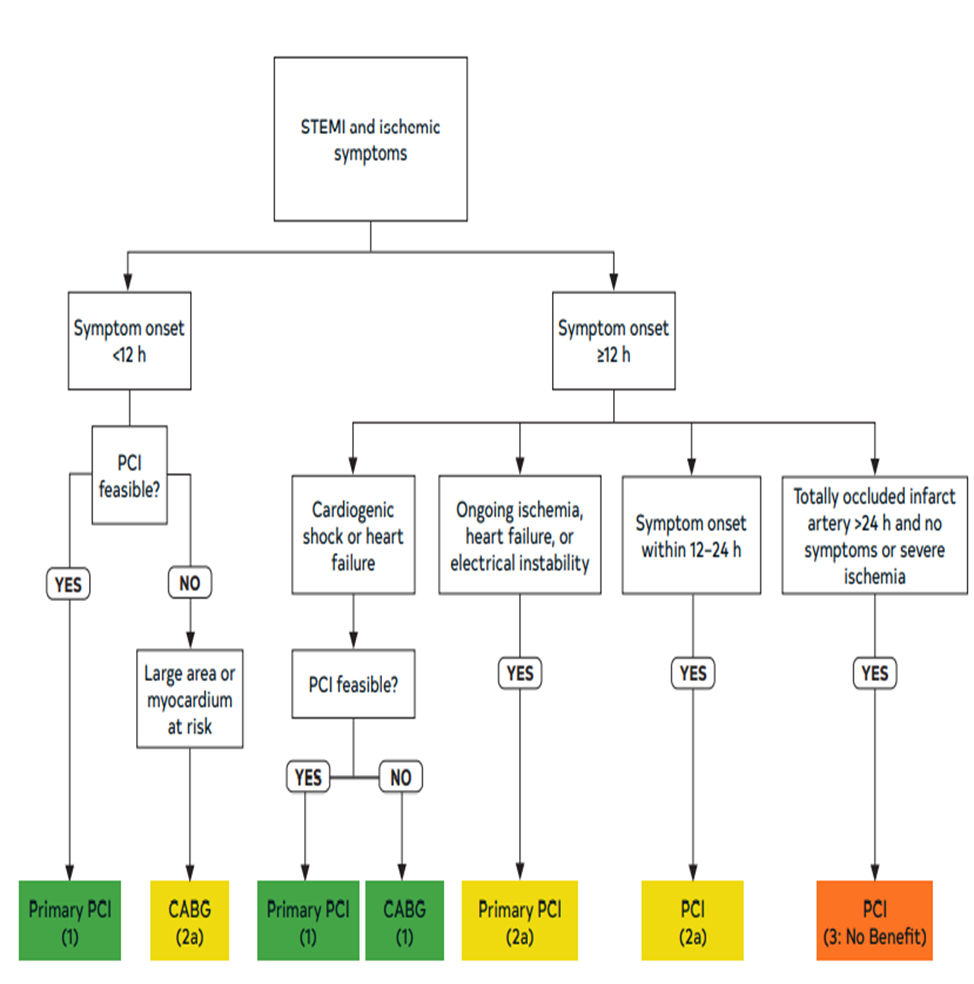 STEMI and ischemic
symptoms
Symptom onset
<12 h
Symptom onset
≥12 h
PCI
feasible?
Cardiogenic
shock or heart
failure
Ongoing ischemia,
heart failure, or
electrical instability
Symptom onset
within 12–24 h
Totally occluded infarct
artery >24 h and no
symptoms or severe
ischemia
YES
NO
Large area or
myocardium
at risk
PCI feasible?
YES
YES
YES
YES
NO
Primary PCI
(1)
CABG
(2a)
Primary PCI
(1)
CABG
(1)
Primary PCI
(2a)
PCI
(2a)
PCI
(3: No Benefit)